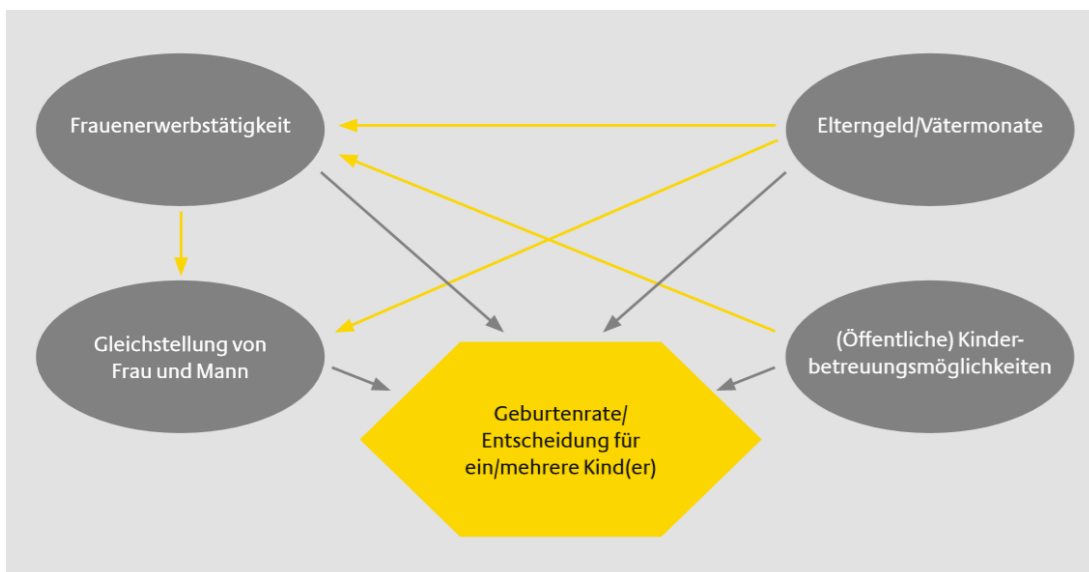 Frauenerwerbstätigkeit
Elterngeld/Vätermonate
Gleichstellung von
Frau und Mann
(Öffentliche) Kinder-
betreuungsmöglichkeiten
Geburtenrate/
Entscheidung für
ein/mehrere Kind(er)